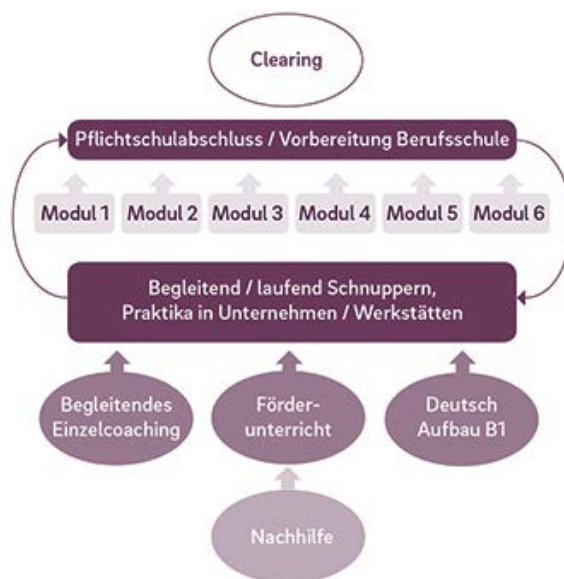 Clearing
Pflichtschulabschluss / Vorbereitung Berufsschule
Modul 1 Modul 2 Modul 3 Modul 4 Modul 5 Modul 6
Begleitend / laufend Schnuppern,
Praktika in Unternehmen / Werkstätten
Begleitendes
Einzelcoaching
Förder-
unterricht
Deutsch
Aufbau B1
Nachhilfe